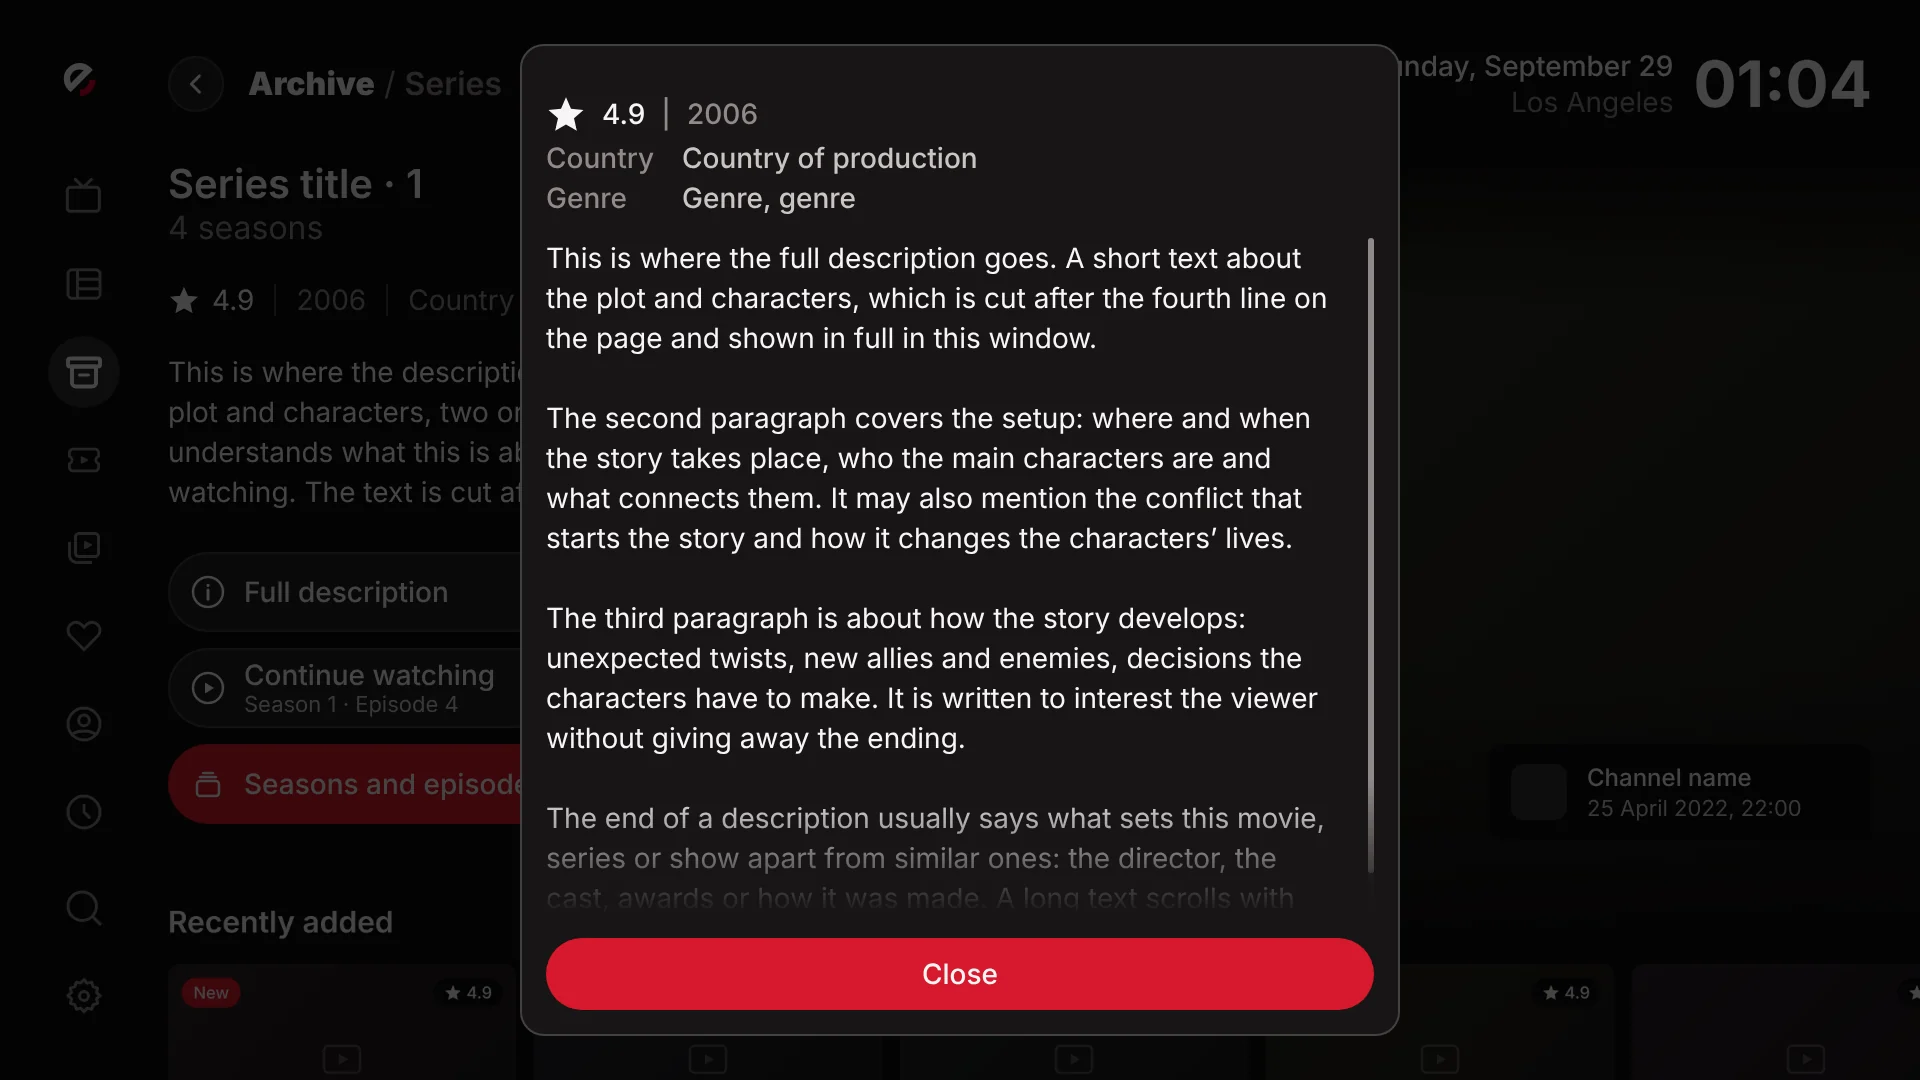 Archive / Series
nday, September 29
Los Angeles
01:04
Series title · 1
4 seasons
4.9
2006
Country
This is where the
plot and characters, two
understands what this is
watching. The text is cut
Full description
Continue watching
Season 1 · Episode 4
Seasons and episode
Recently added
New
4.9
4.9
Channel name
25 April 2022, 22:00
4.9 | 2006
Country Country of production
Genre Genre, genre
This is where the full description goes. A short text about
the plot and characters, which is cut after the fourth line on
the page and shown in full in this window.
The second paragraph covers the setup: where and when
the story takes place, who the main characters are and
what connects them. It may also mention the conflict that
starts the story and how it changes the characters’ lives.
The third paragraph is about how the story develops:
unexpected twists, new allies and enemies, decisions the
characters have to make. It is written to interest the viewer
without giving away the ending.
The end of a description usually says what sets this movie,
series or show apart from similar ones: the director, the
cast, awards or how it was made. A long text scrolls with
Close